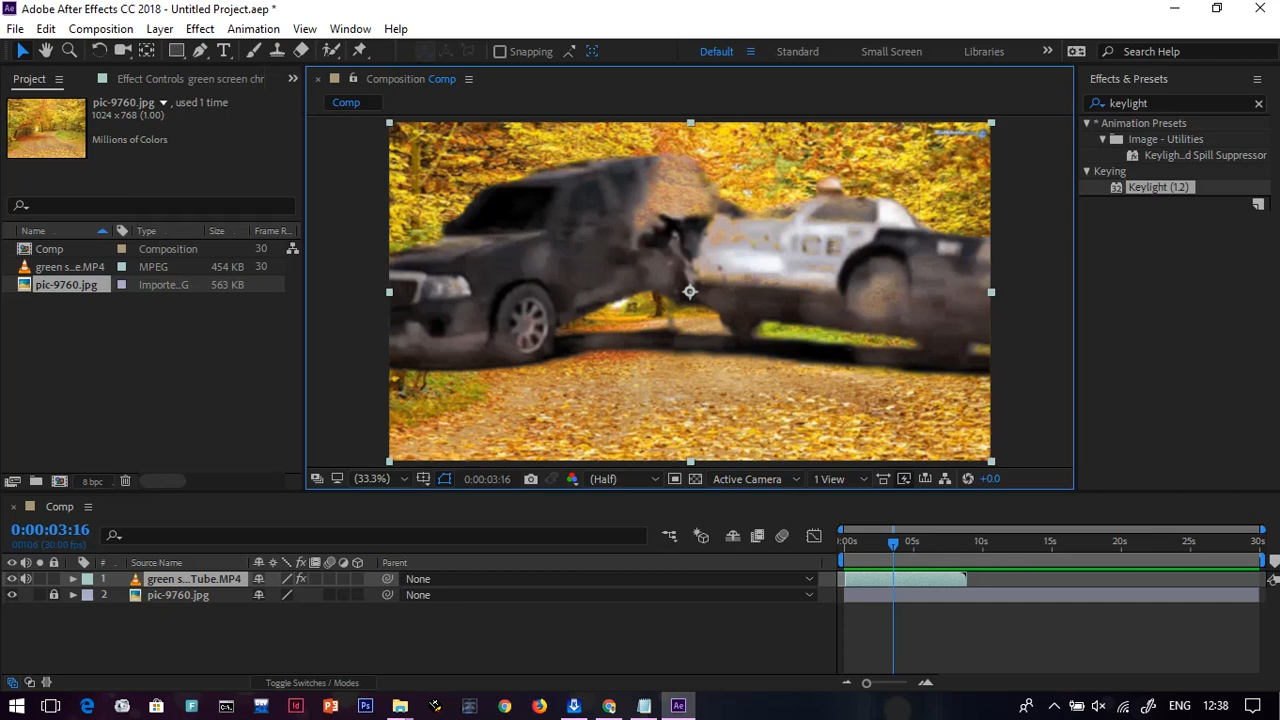 Ae Adobe After Effects CC 2018 - Untitled Project.aep *
File Edit Composition Layer Effect Animation View Window Help
Snapping Default Standard Small Screen Libraries Search Help
Project Effect Controls green screen chr Composition Comp Effects & Presets
pic-9760.jpg , used 1 time
1024 x 768 (1.00)
Millions of Colors
Comp
keylight
* Animation Presets
Image - Utilities
Keyligh...d Spill Suppressor
Keying
Keylight (1.2)
Name Type Size Frame R...
Comp Composition 30
green s...e.MP4 MPEG 454 KB 30
pic-9760.jpg Importe...G 563 KB
8 bpc (33.3%) 0:00:03:16 (Half) Active Camera 1 View +0.0
Comp
0:00:03:16
00106 (30.00 fps)
:00s 05s 10s 15s 20s 25s 30s
# Source Name Parent
1 green s...Tube.MP4 None
2 pic-9760.jpg None
Toggle Switches / Modes
ENG 12:38